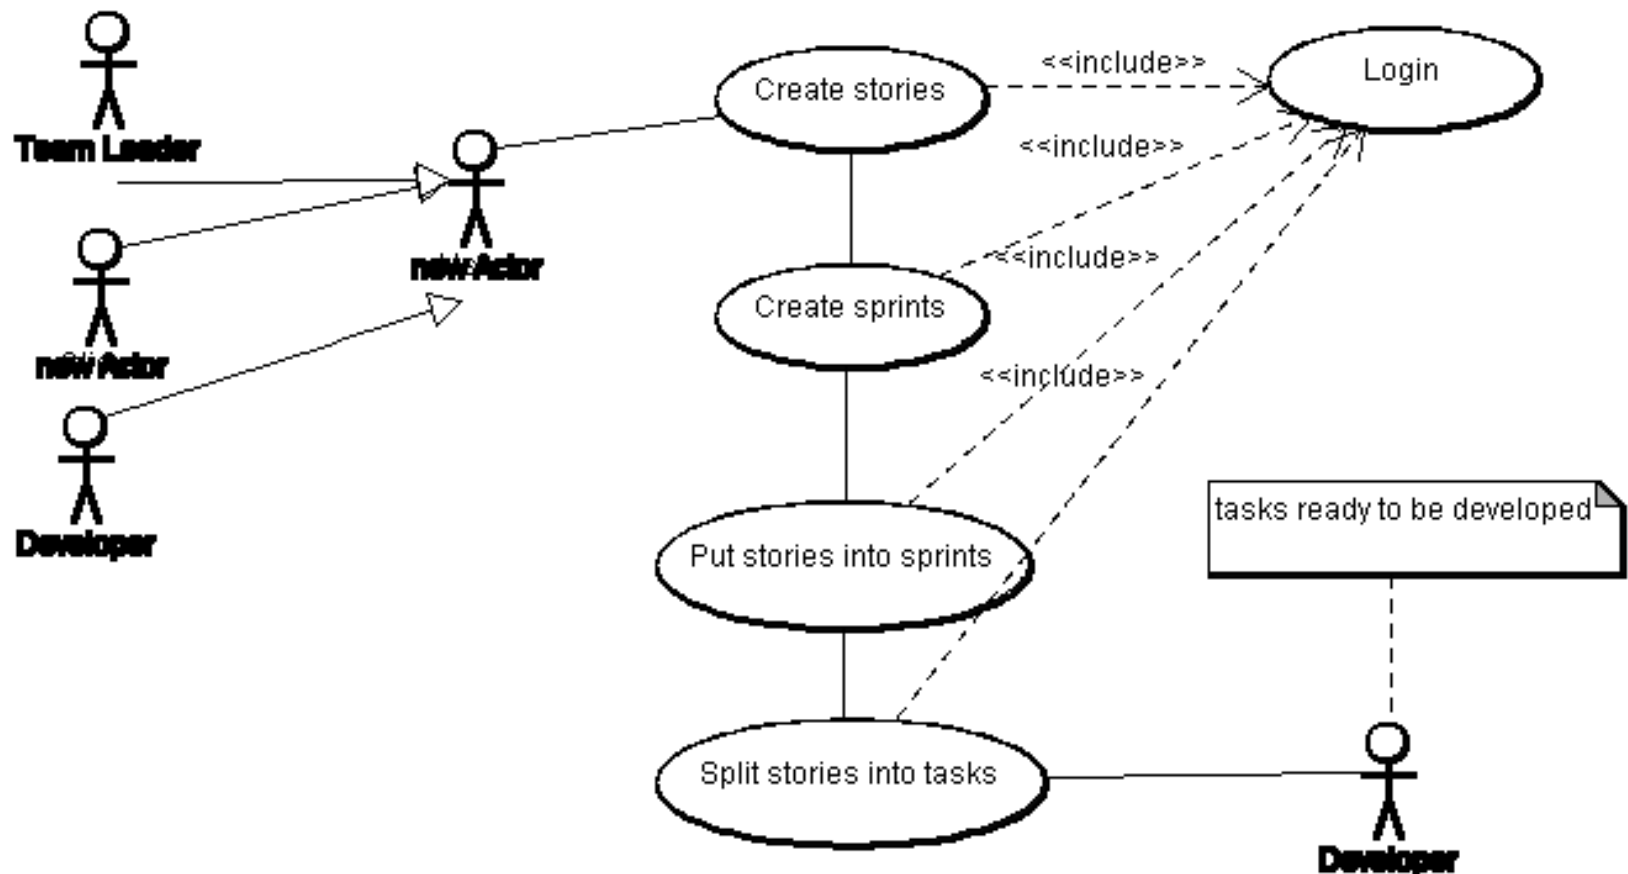 Team Leader
Create stories
<<include>>
Login
<<include>>
new Actor
<<include>>
Create sprints
new Actor
<<include>>
Developer
tasks ready to be developed
Put stories into sprints
Split stories into tasks
Developer